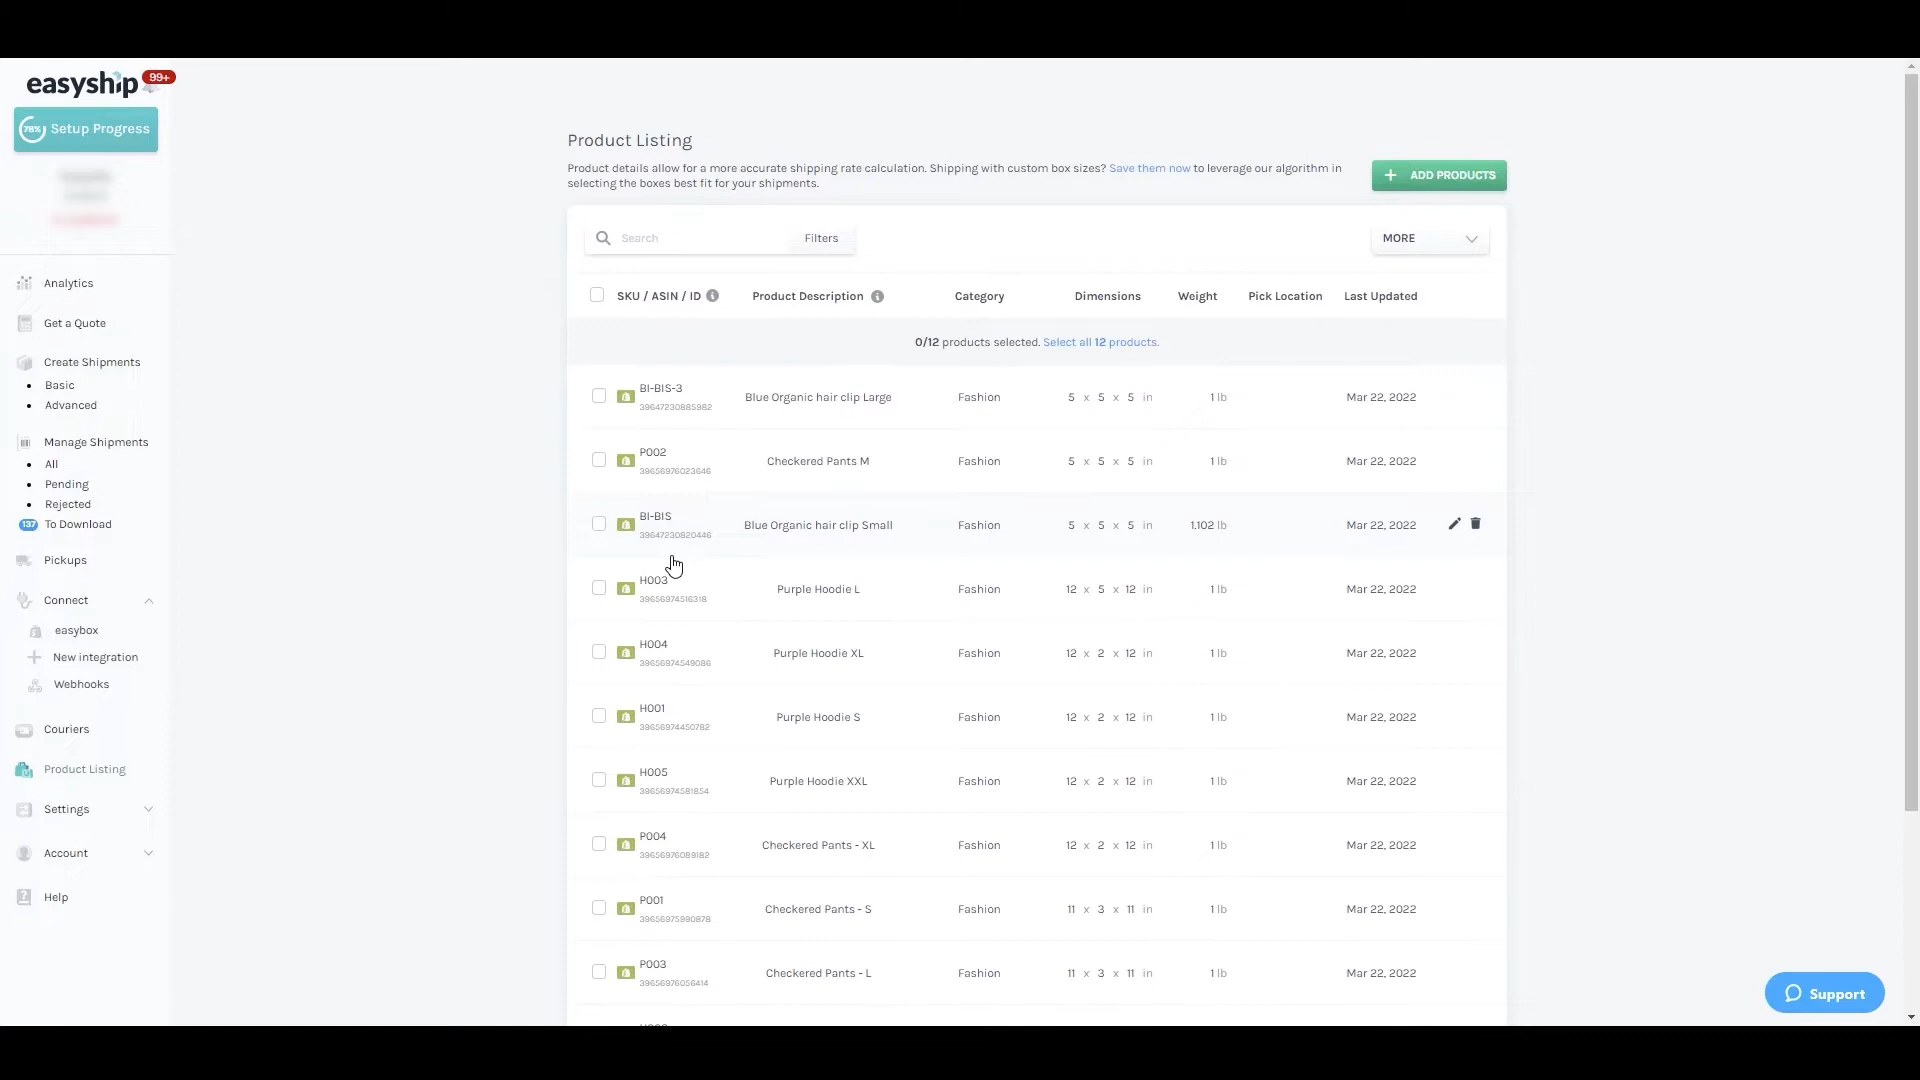 easyship 99+
78% Setup Progress
Analytics
Get a Quote
Create Shipments
Basic
Advanced
Manage Shipments
All
Pending
Rejected
137 To Download
Pickups
Connect
easybox
New integration
Webhooks
Couriers
Product Listing
Settings
Account
Help
Product Listing
Product details allow for a more accurate shipping rate calculation. Shipping with custom box sizes? Save them now to leverage our algorithm in
selecting the boxes best fit for your shipments.
+ ADD PRODUCTS
Search Filters MORE
SKU / ASIN / ID Product Description Category Dimensions Weight Pick Location Last Updated
0/12 products selected. Select all 12 products.
BI-BIS-3
39647230885982
Blue Organic hair clip Large Fashion 5 x 5 x 5 in 1 lb Mar 22, 2022
P002
39656976023646
Checkered Pants M Fashion 5 x 5 x 5 in 1 lb Mar 22, 2022
BI-BIS
39647230820446
Blue Organic hair clip Small Fashion 5 x 5 x 5 in 1.102 lb Mar 22, 2022
H003
39656974516318
Purple Hoodie L Fashion 12 x 5 x 12 in 1 lb Mar 22, 2022
H004
39656974549086
Purple Hoodie XL Fashion 12 x 2 x 12 in 1 lb Mar 22, 2022
H001
39656974450782
Purple Hoodie S Fashion 12 x 2 x 12 in 1 lb Mar 22, 2022
H005
39656974581854
Purple Hoodie XXL Fashion 12 x 2 x 12 in 1 lb Mar 22, 2022
P004
39656976089182
Checkered Pants - XL Fashion 12 x 2 x 12 in 1 lb Mar 22, 2022
P001
39656975990878
Checkered Pants - S Fashion 11 x 3 x 11 in 1 lb Mar 22, 2022
P003
39656976056414
Checkered Pants - L Fashion 11 x 3 x 11 in 1 lb Mar 22, 2022
Support